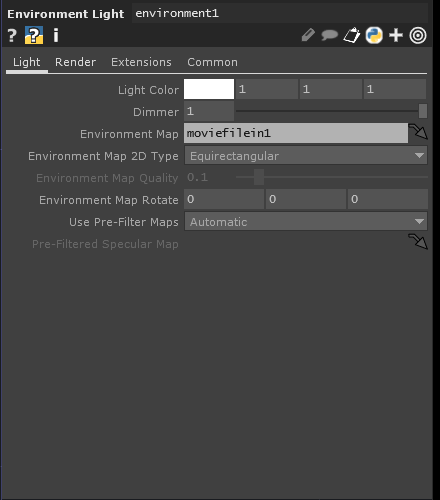 Environment Light environment1
? ? i
Light Render Extensions Common
Light Color 1 1 1
Dimmer 1
Environment Map moviefilein1
Environment Map 2D Type Equirectangular
Environment Map Quality 0.1
Environment Map Rotate 0 0 0
Use Pre-Filter Maps Automatic
Pre-Filtered Specular Map